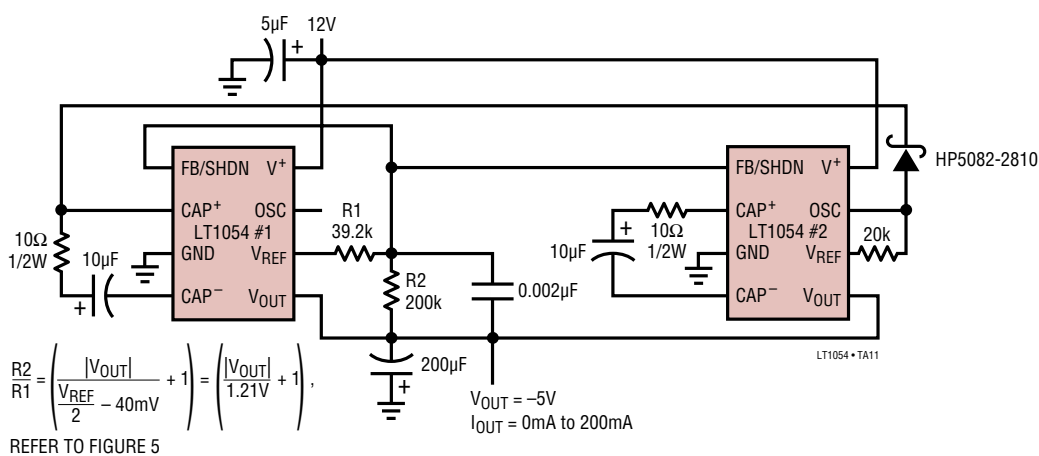 5µF 12V
+
FB/SHDN V+
CAP+ OSC
LT1054 #1
GND VREF
CAP– VOUT
10Ω
1/2W
10µF
+
R1
39.2k
R2
200k
0.002µF
200µF
+
VOUT = –5V
IOUT = 0mA to 200mA
FB/SHDN V+
CAP+ OSC
LT1054 #2
GND VREF
CAP– VOUT
+
10µF
10Ω
1/2W
20k
HP5082-2810
LT1054 • TA11
R2/R1 = (|VOUT|/(VREF/2 – 40mV) + 1) = (|VOUT|/1.21V + 1),
REFER TO FIGURE 5